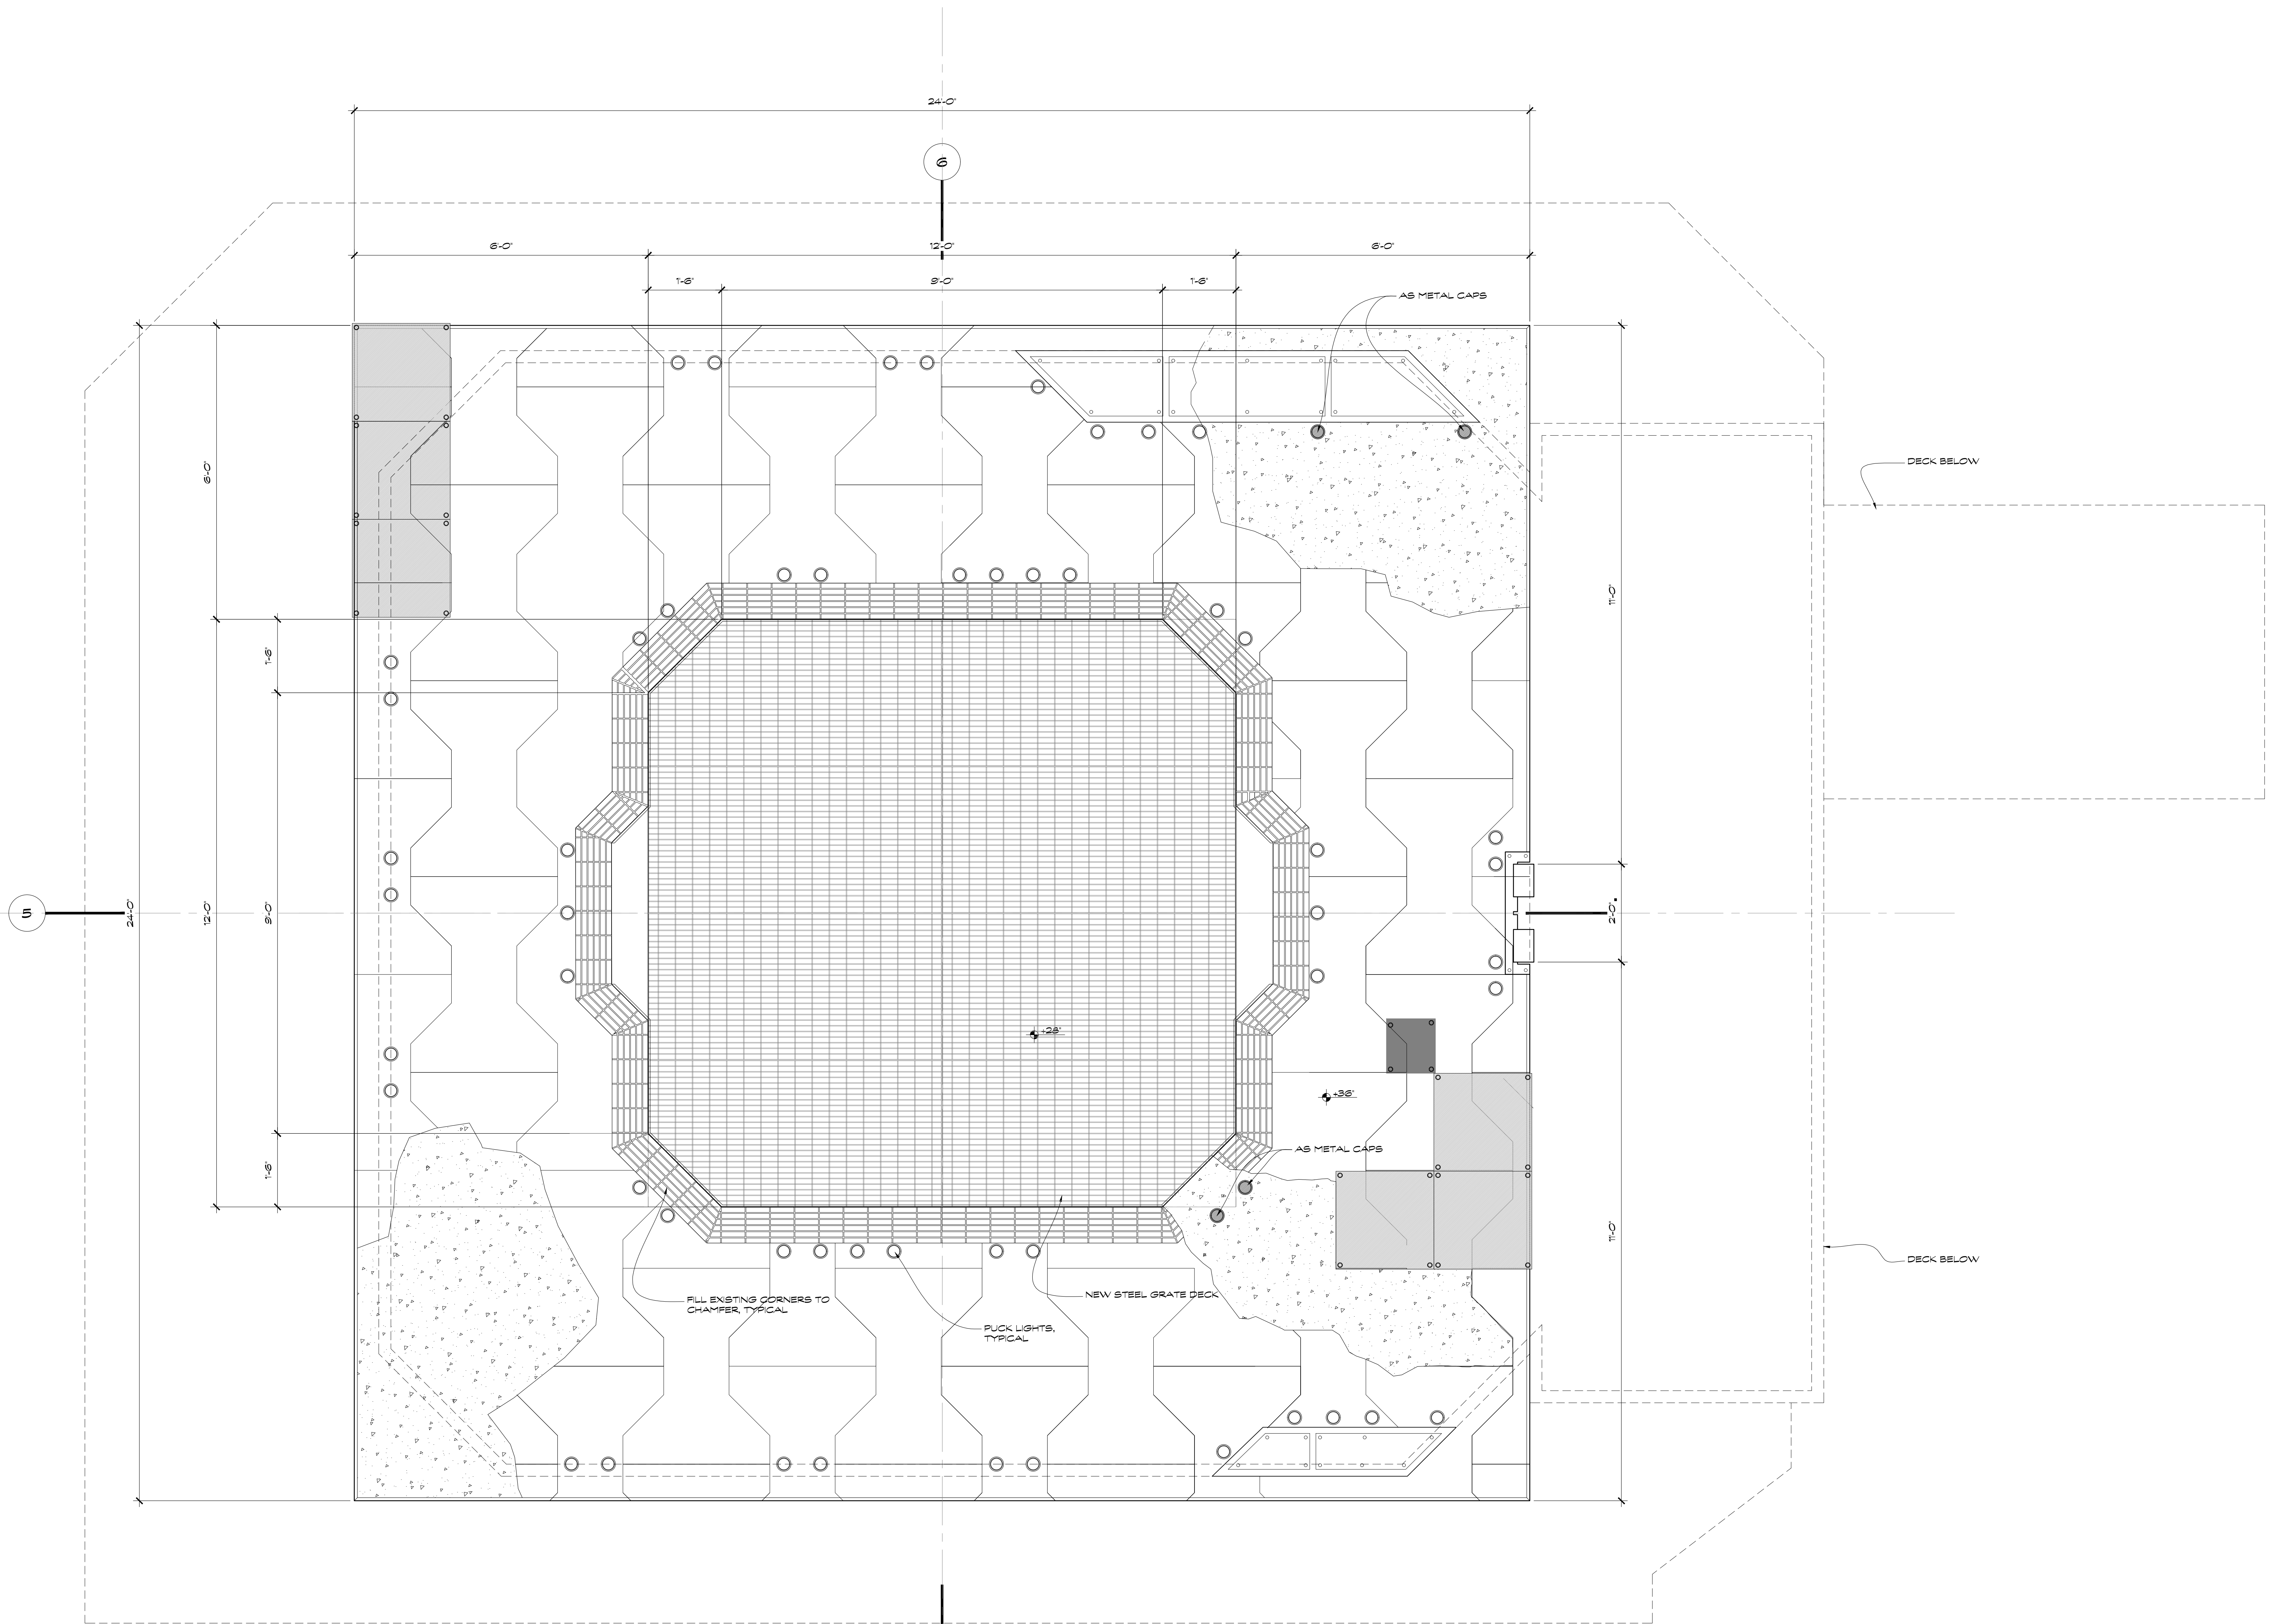 24'-0"
6
6'-0"
12'-0"
6'-0"
1'-6"
9'-0"
1'-6"
AS METAL CAPS
DECK BELOW
6'-0"
11'-0"
1'-6"
5
24'-0"
12'-0"
9'-0"
2'-0"
+28"
+36"
AS METAL CAPS
1'-6"
11'-0"
DECK BELOW
FILL EXISTING CORNERS TO
CHAMFER, TYPICAL
NEW STEEL GRATE DECK
PUCK LIGHTS,
TYPICAL